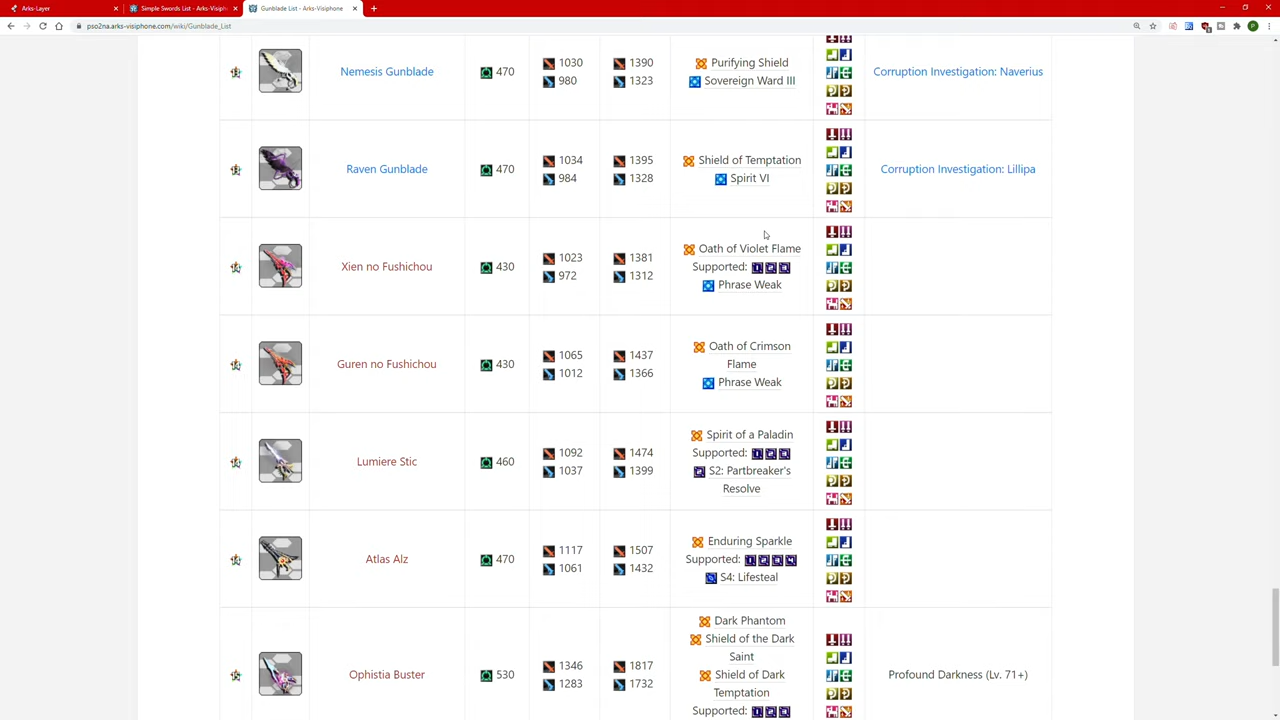 Arks-Layer
Simple Swords List - Arks-Visiph
Gunblade List - Arks-Visiphone
pso2na.arks-visiphone.com/wiki/Gunblade_List
Nemesis Gunblade 470 1030 1390 Purifying Shield Corruption Investigation: Naverius
980 1323 Sovereign Ward III
Raven Gunblade 470 1034 1395 Shield of Temptation Corruption Investigation: Lillipa
984 1328 Spirit VI
Xien no Fushichou 430 1023 1381 Oath of Violet Flame
972 1312 Supported:
Phrase Weak
Guren no Fushichou 430 1065 1437 Oath of Crimson
1012 1366 Flame
Phrase Weak
Lumiere Stic 460 1092 1474 Spirit of a Paladin
1037 1399 Supported:
S2: Partbreaker's
Resolve
Atlas Alz 470 1117 1507 Enduring Sparkle
1061 1432 Supported:
S4: Lifesteal
Ophistia Buster 530 1346 1817 Dark Phantom Profound Darkness (Lv. 71+)
1283 1732 Shield of the Dark
Saint
Shield of Dark
Temptation
Supported: